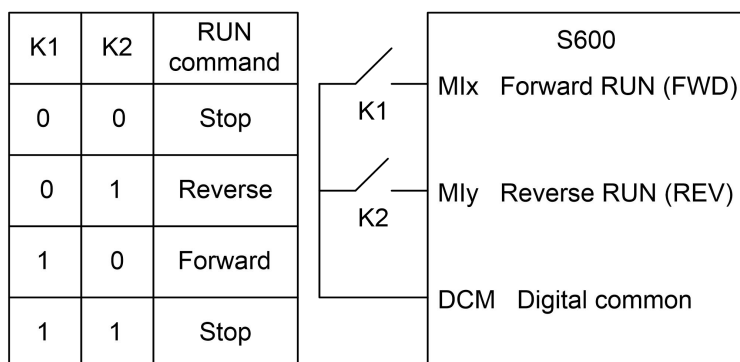 K1 K2 RUN command
0 0 Stop
0 1 Reverse
1 0 Forward
1 1 Stop
K1
K2
S600
MIx Forward RUN (FWD)
MIy Reverse RUN (REV)
DCM Digital common